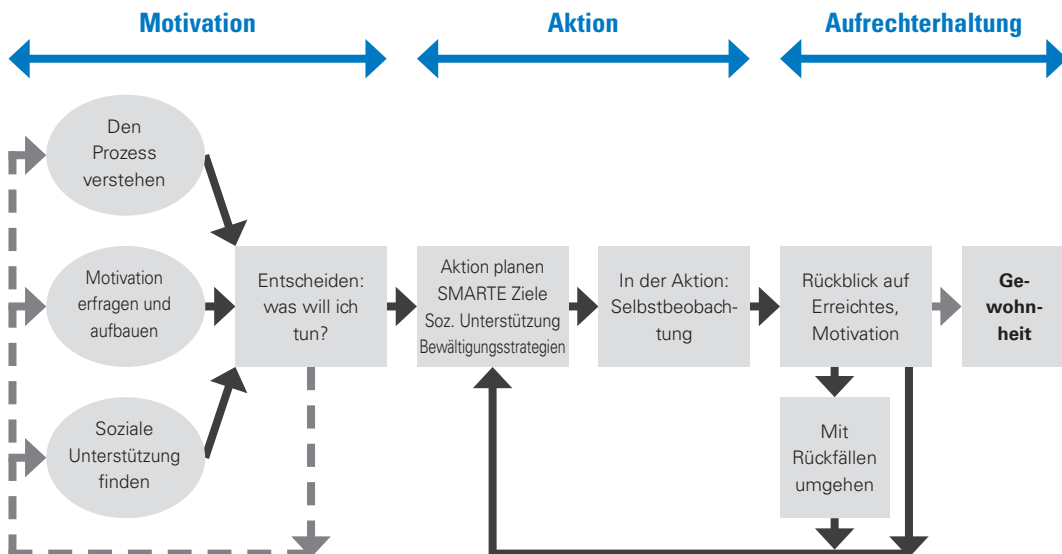 Motivation
Aktion
Aufrechterhaltung
Den
Prozess
verstehen
Motivation
erfragen und
aufbauen
Soziale
Unterstützung
finden
Entscheiden:
was will ich
tun?
Aktion planen
SMARTE Ziele
Soz. Unterstützung
Bewältigungsstrategien
In der Aktion:
Selbstbeobach-
tung
Rückblick auf
Erreichtes,
Motivation
Mit
Rückfällen
umgehen
Ge-
wohn-
heit